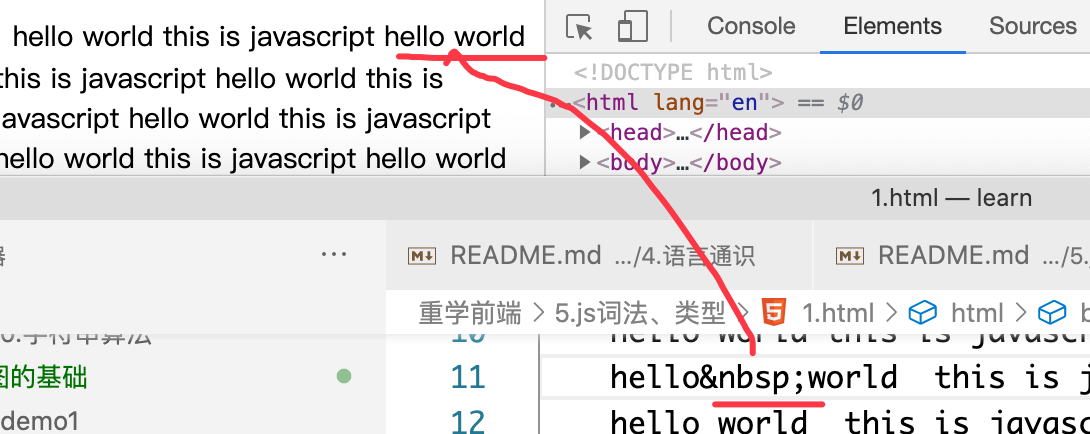 hello world this is javascript hello world
this is javascript hello world this is
javascript hello world this is javascript
hello world this is javascript hello world
Console Elements Sources
<!DOCTYPE html>
<html lang="en"> == $0
<head>…</head>
<body>…</body>
1.html — learn
器 ···
README.md …/4.语言通识 README.md …/5.
重学前端 > 5.js词法、类型 > 1.html > html > b
字符串算法
10 hello world this is javascr
图的基础
11 hello&nbsp;world this is j
demo1
12 hello world this is javasc